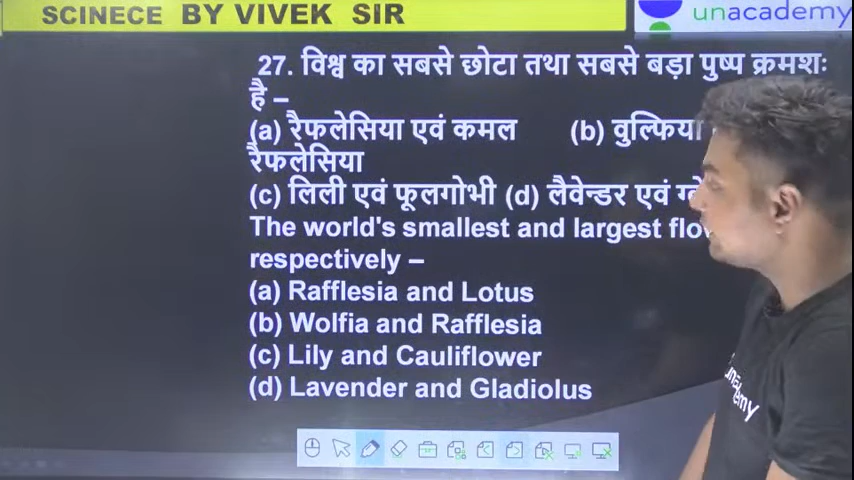 SCINECE BY VIVEK SIR
unacademy
27. विश्व का सबसे छोटा तथा सबसे बड़ा पुष्प क्रमशः
है –
(a) रैफलेसिया एवं कमल (b) वुल्फिया
रैफलेसिया
(c) लिली एवं फूलगोभी (d) लैवेन्डर एवं
The world's smallest and largest
respectively –
(a) Rafflesia and Lotus
(b) Wolfia and Rafflesia
(c) Lily and Cauliflower
(d) Lavender and Gladiolus